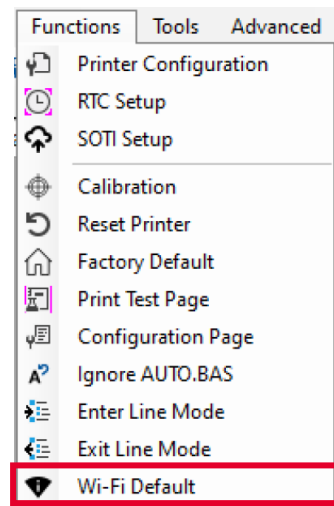 Functions Tools Advanced
Printer Configuration
RTC Setup
SOTI Setup
Calibration
Reset Printer
Factory Default
Print Test Page
Configuration Page
Ignore AUTO.BAS
Enter Line Mode
Exit Line Mode
Wi-Fi Default